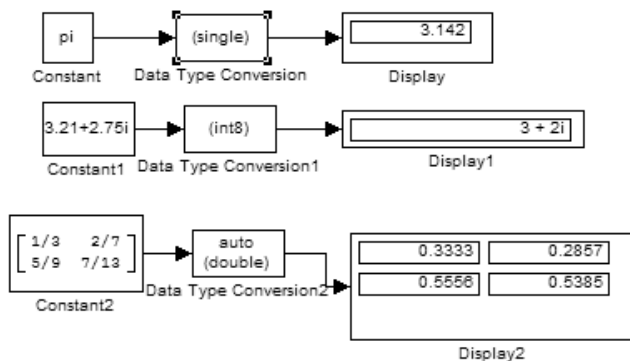 pi (single) 3.142
Constant Data Type Conversion Display
3.21+2.75i (int8) 3 + 2i
Constant1 Data Type Conversion1 Display1
1/3 2/7 auto 0.3333 0.2857
5/9 7/13 (double) 0.5556 0.5385
Constant2 Data Type Conversion2
Display2